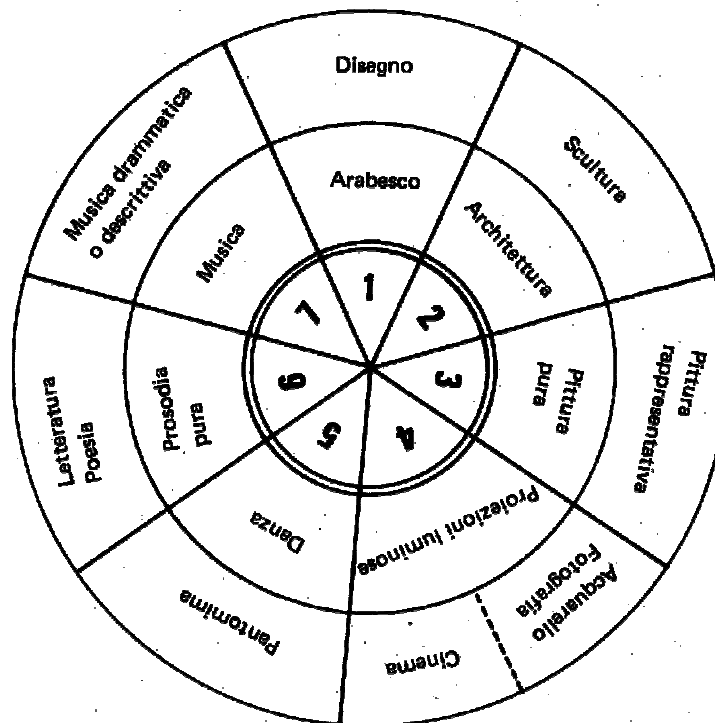 Disegno
Scultura
Pittura
rappresentativa
Acquarello
Fotografia
Cinema
Pantomima
Letteratura
Poesia
Musica drammatica
o descrittiva
Arabesco
Architettura
Pittura
pura
Proiezioni luminose
Danza
Prosodia
pura
Musica
1
2
3
4
5
6
7